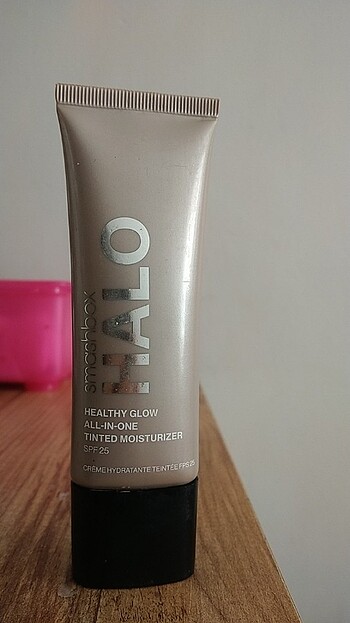 smashbox
HALO
HEALTHY GLOW
ALL-IN-ONE
TINTED MOISTURIZER
SPF 25
CRÈME HYDRATANTE TEINTÉE FPS 25